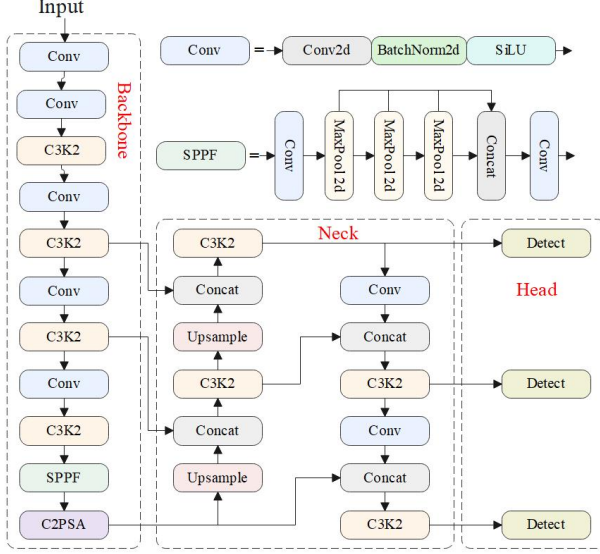 Input
Conv
Conv
C3K2
Conv
C3K2
Conv
C3K2
Conv
C3K2
SPPF
C2PSA
Backbone
Conv = Conv2d BatchNorm2d SiLU
SPPF = Conv MaxPool2d MaxPool2d MaxPool2d Concat Conv
Neck
C3K2
Concat
Upsample
C3K2
Concat
Upsample
Conv
Concat
C3K2
Conv
Concat
C3K2
Head
Detect
Detect
Detect